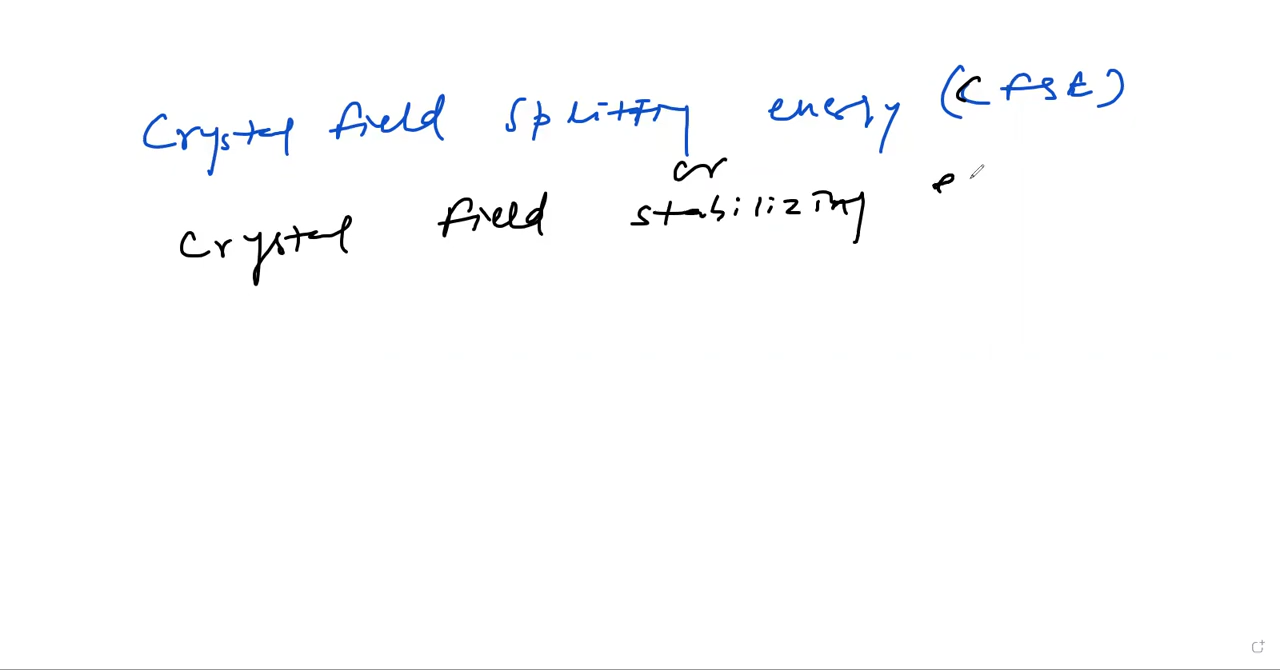 Crystal field splitting energy (CFSE)
or
Crystal field stabilizing e